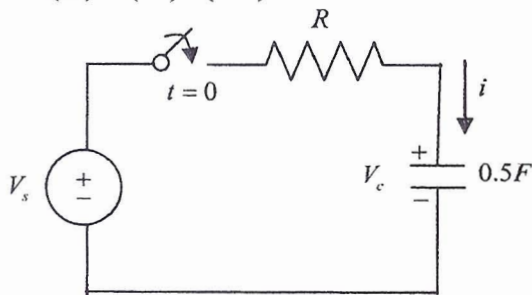 R
t = 0
i
V_s
+
−
V_c
+
−
0.5F